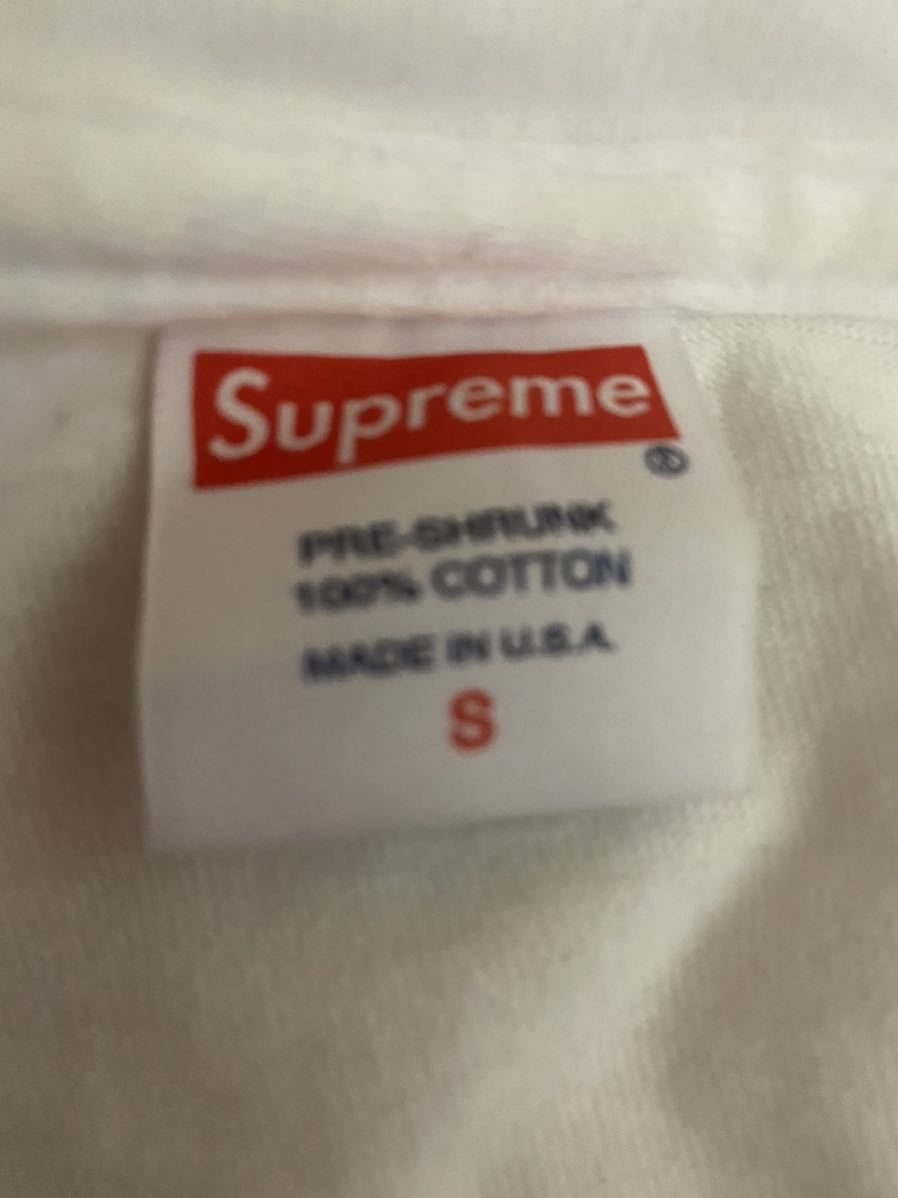 Supreme
®
PRE-SHRUNK
100% COTTON
MADE IN U.S.A.
S